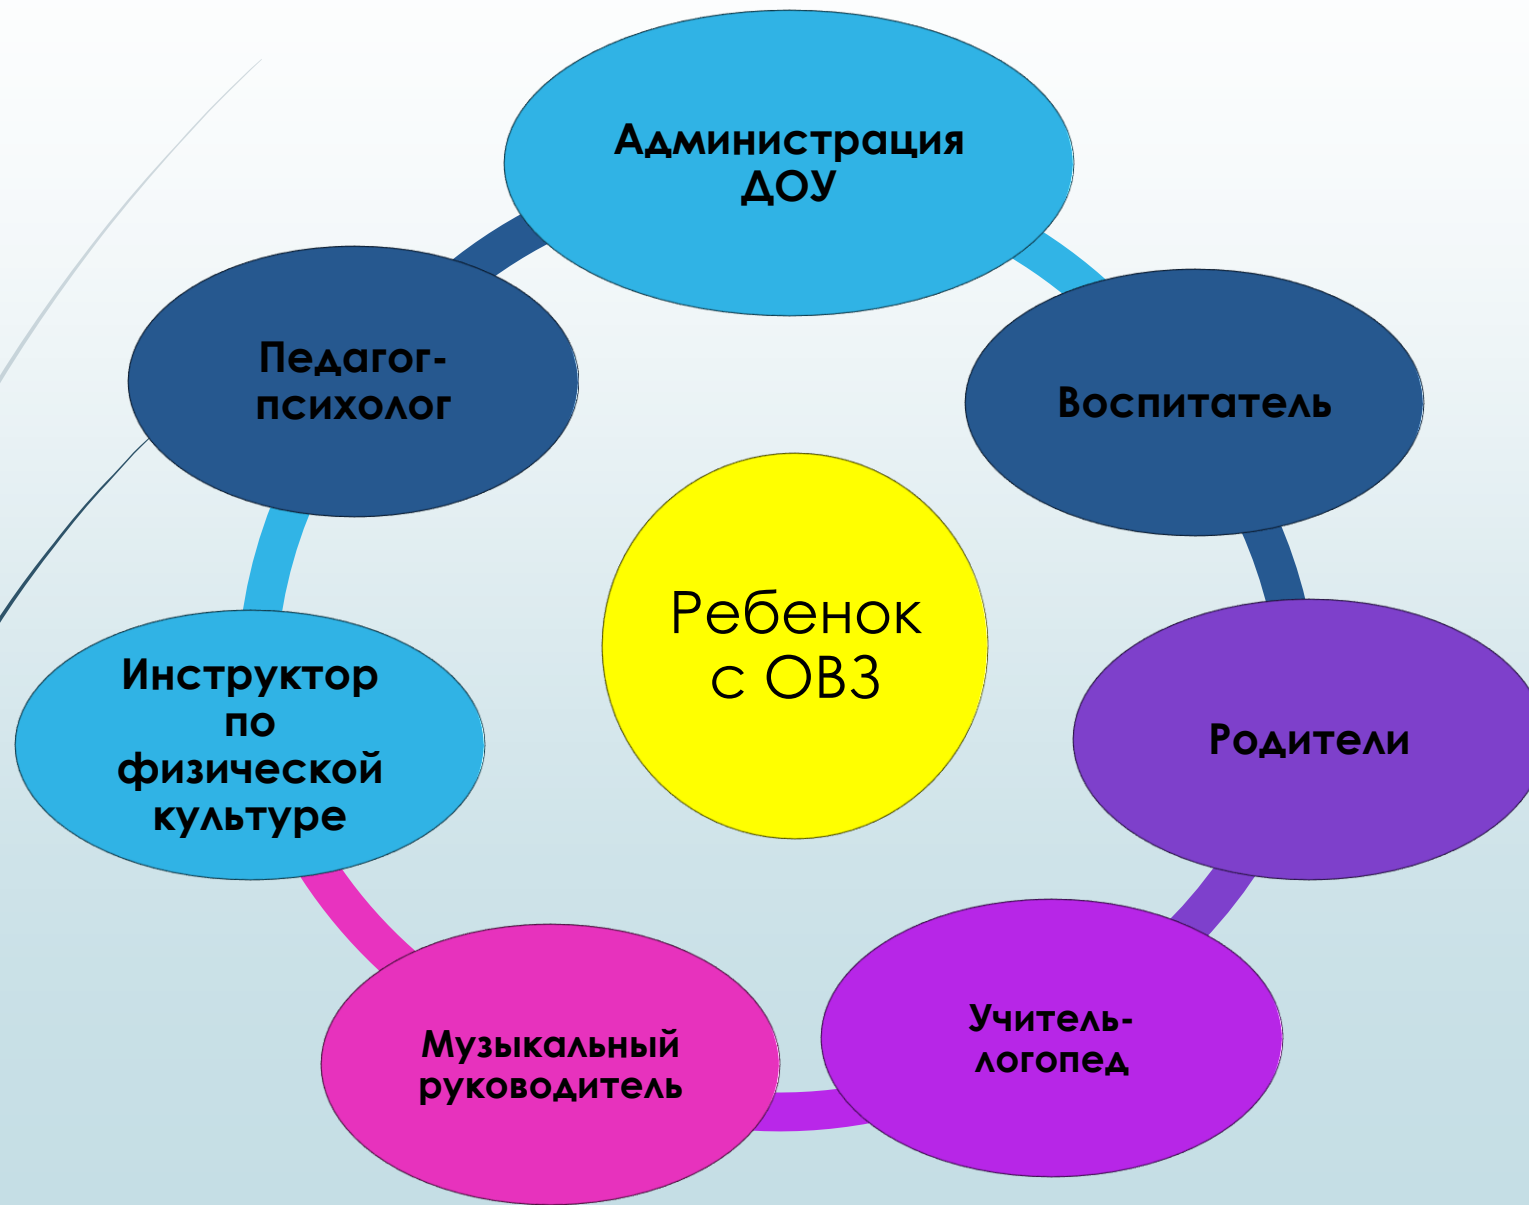 Администрация
ДОУ
Педагог-
психолог
Воспитатель
Ребенок
с ОВЗ
Инструктор
по
физической
культуре
Родители
Учитель-
логопед
Музыкальный
руководитель